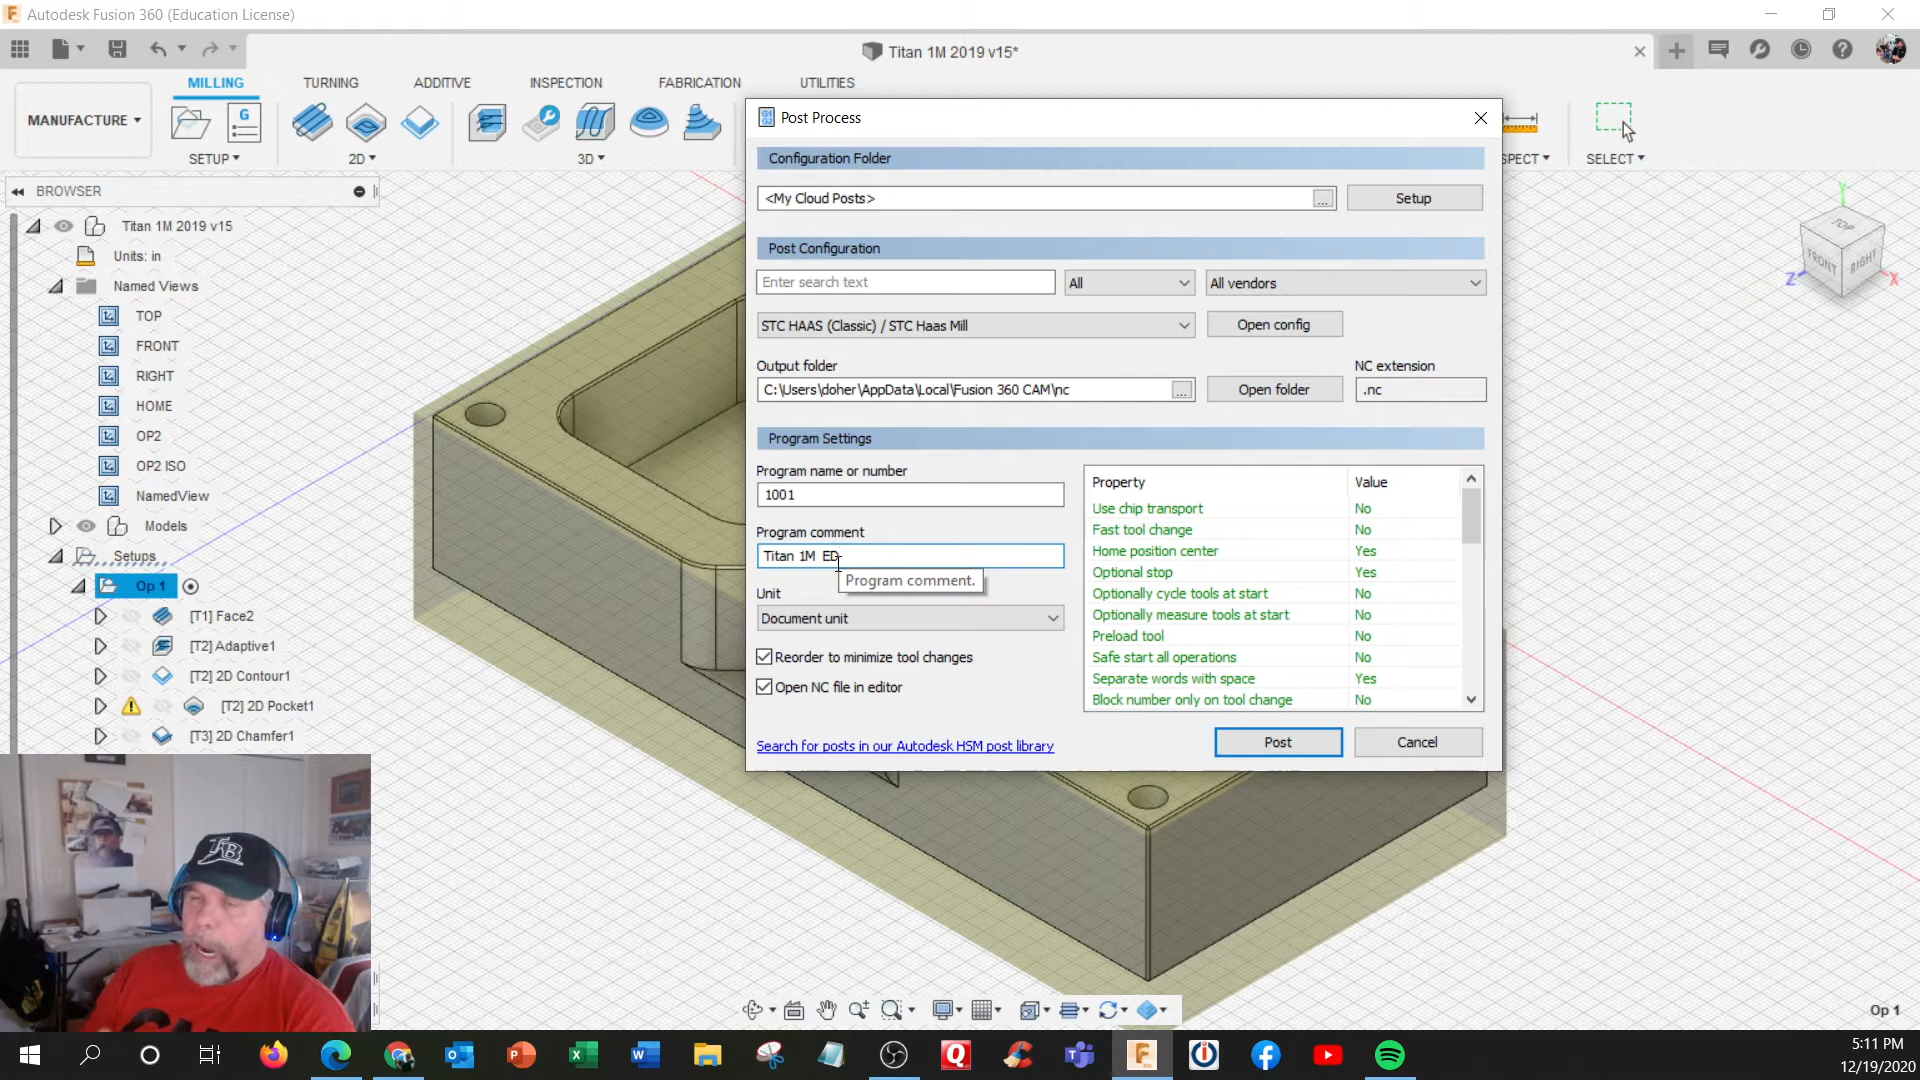 Autodesk Fusion 360 (Education License)
Titan 1M 2019 v15*
MILLING
TURNING
ADDITIVE
INSPECTION
FABRICATION
UTILITIES
MANUFACTURE
G
SETUP
2D
3D
SPECT
SELECT
BROWSER
Titan 1M 2019 v15
Units: in
Named Views
TOP
FRONT
RIGHT
HOME
OP2
OP2 ISO
NamedView
Models
Setups
Op 1
[T1] Face2
[T2] Adaptive1
[T2] 2D Contour1
[T2] 2D Pocket1
[T3] 2D Chamfer1
Post Process
Configuration Folder
<My Cloud Posts>
...
Setup
Post Configuration
Enter search text
All
All vendors
STC HAAS (Classic) / STC Haas Mill
Open config
Output folder
NC extension
C:\Users\doher\AppData\Local\Fusion 360 CAM\nc
...
Open folder
.nc
Program Settings
Program name or number
1001
Program comment
Titan 1M ED
Program comment.
Unit
Document unit
Reorder to minimize tool changes
Open NC file in editor
Property Value
Use chip transport No
Fast tool change No
Home position center Yes
Optional stop Yes
Optionally cycle tools at start No
Optionally measure tools at start No
Preload tool No
Safe start all operations No
Separate words with space Yes
Block number only on tool change No
Search for posts in our Autodesk HSM post library
Post
Cancel
TOP
FRONT
RIGHT
Y
Z
X
TB
Op 1
5:11 PM
12/19/2020